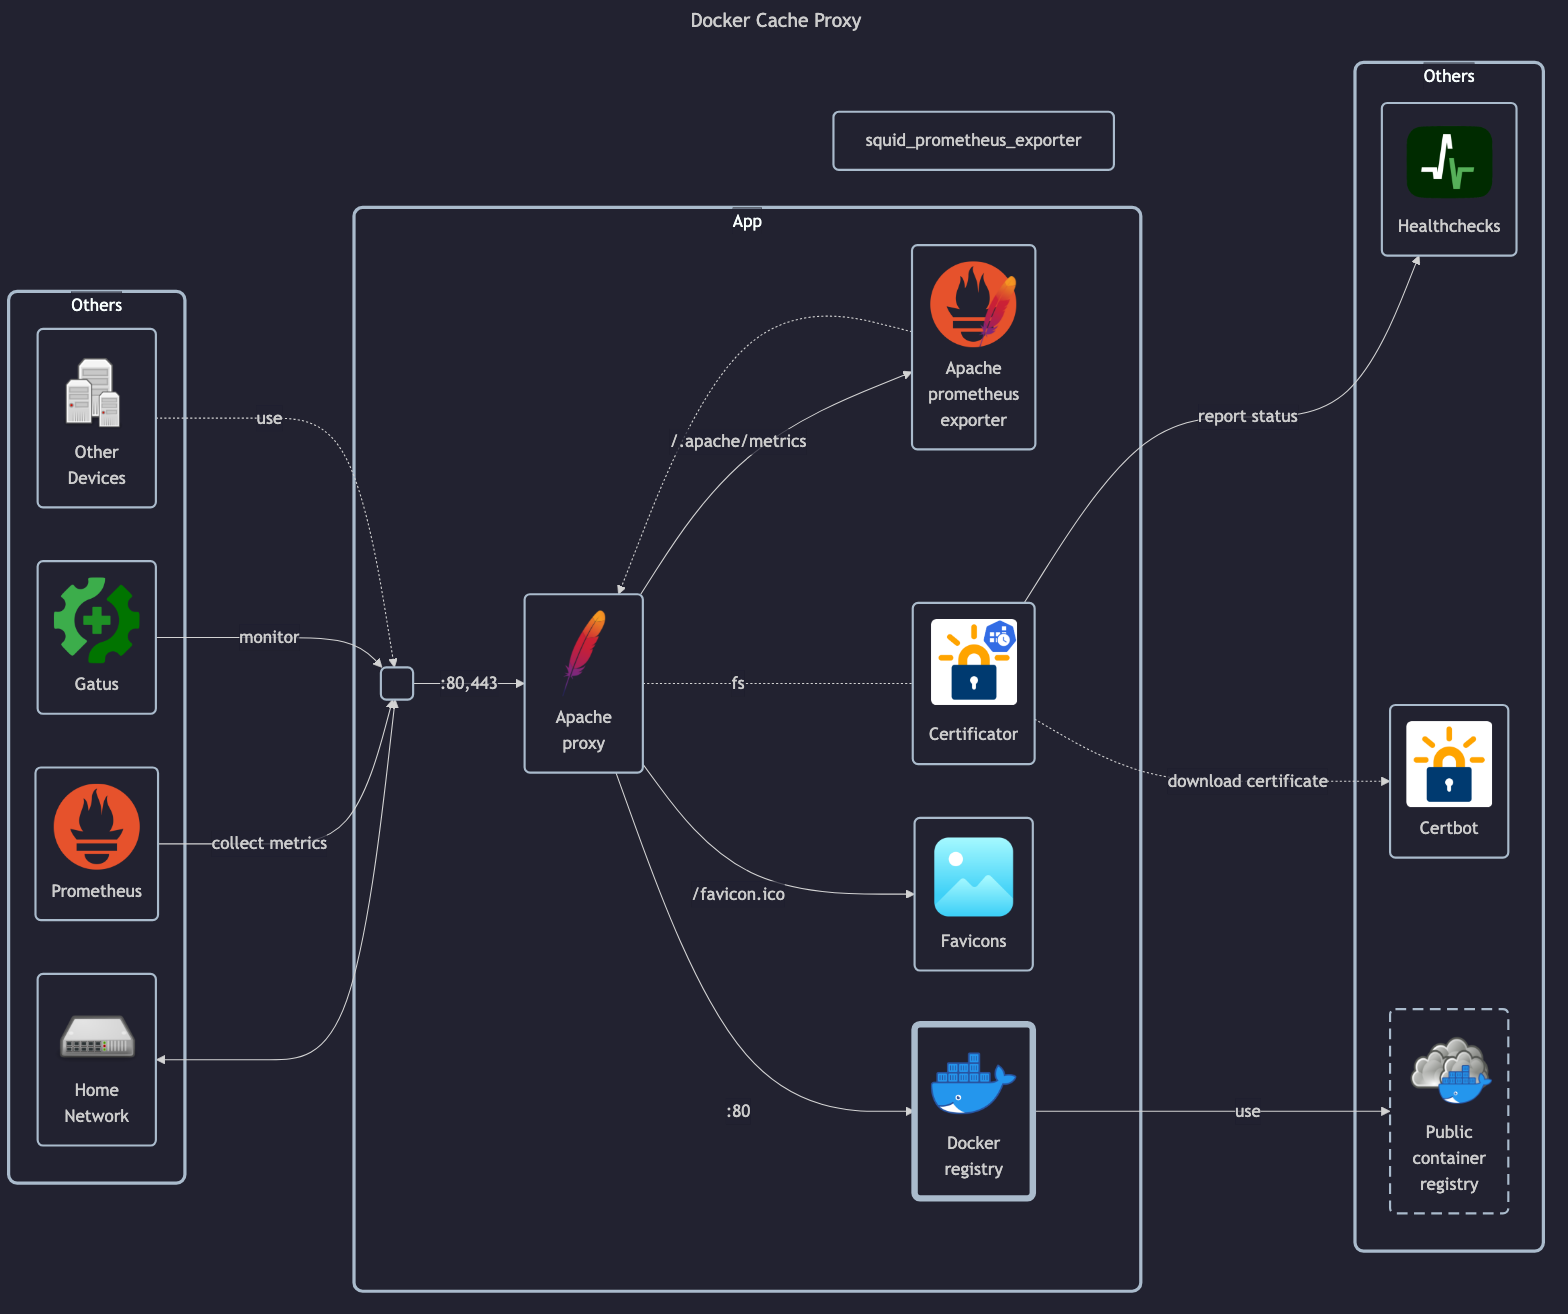 Docker Cache Proxy
squid_prometheus_exporter
Others
Other
Devices
Gatus
Prometheus
Home
Network
use
monitor
collect metrics
App
:80,443
Apache
proxy
/.apache/metrics
fs
/favicon.ico
:80
Apache
prometheus
exporter
Certificator
Favicons
Docker
registry
report status
download certificate
use
Others
Healthchecks
Certbot
Public
container
registry